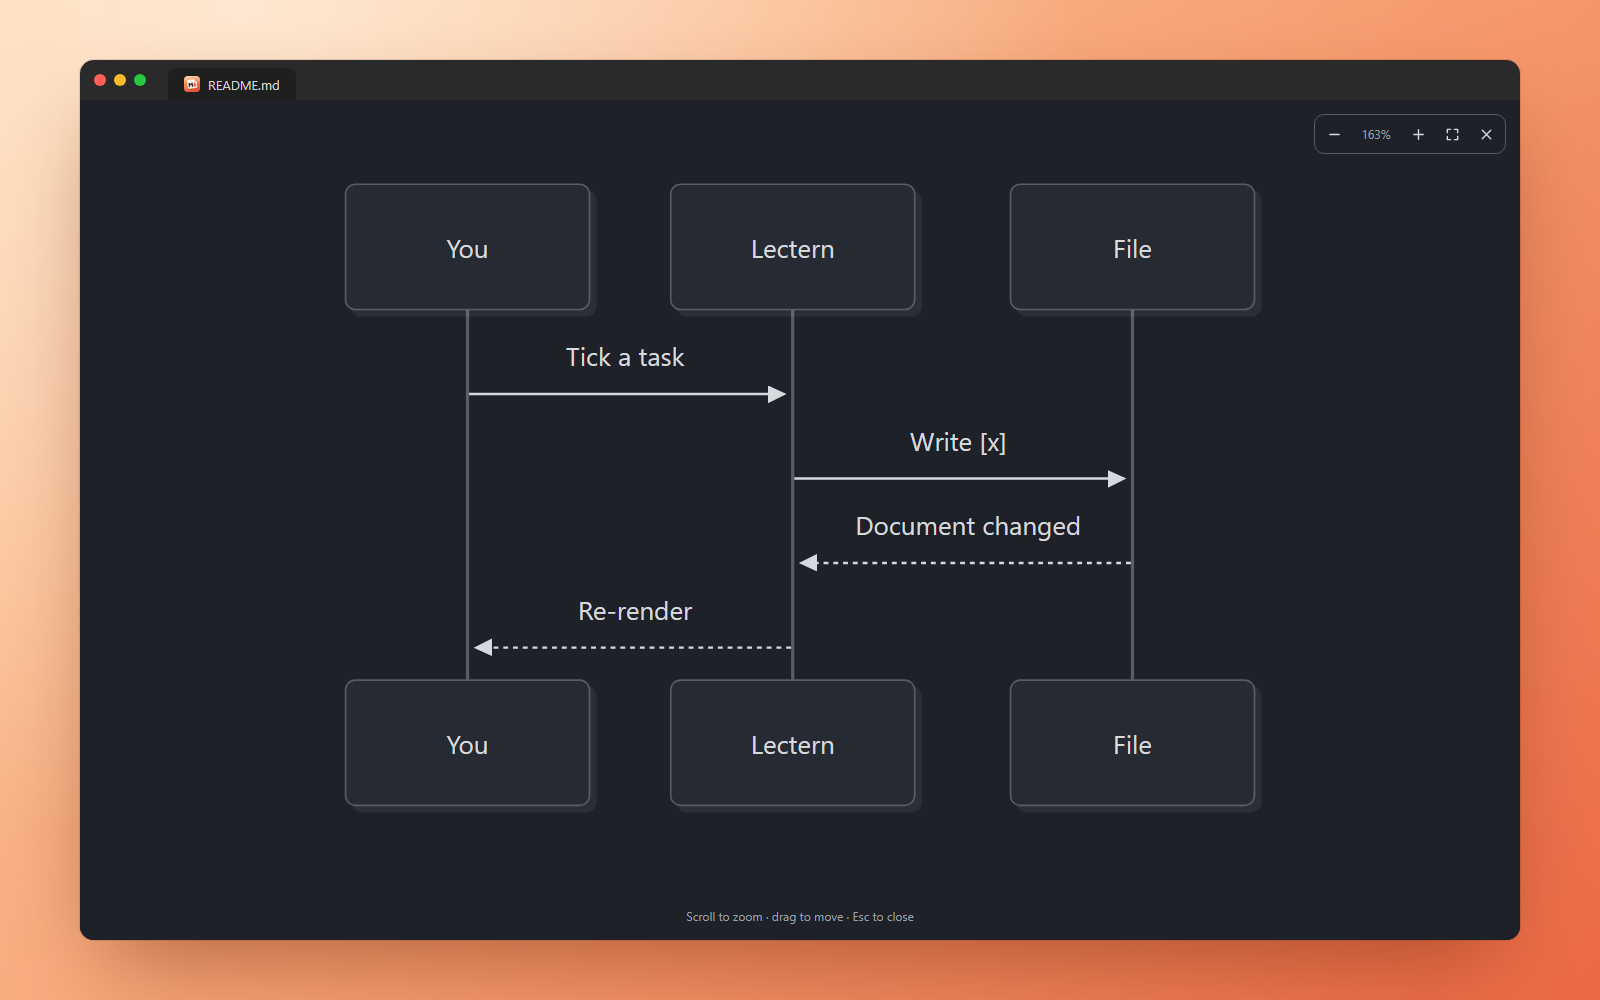 README.md
163%
You
Lectern
File
Tick a task
Write [x]
Document changed
Re-render
You
Lectern
File
Scroll to zoom · drag to move · Esc to close